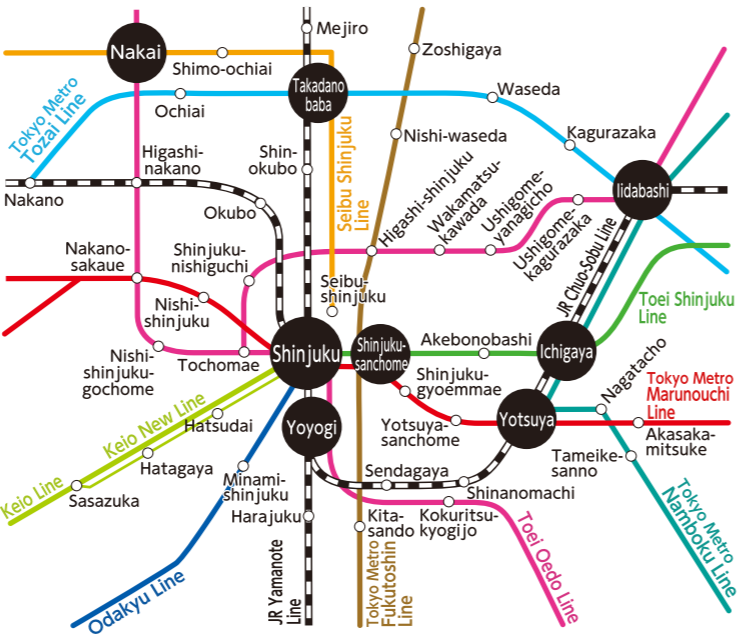 Mejiro
Zoshigaya
Nakai
Shimo-ochiai
Takadano
baba
Waseda
Tokyo Metro
Tozai Line
Ochiai
Kagurazaka
Nishi-waseda
Higashi-
nakano
Shin-
okubo
Seibu Shinjuku
Line
Higashi-shinjuku
Wakamatsu-
kawada
Ushigome-
yanagicho
Ushigome-
kagurazaka
Iidabashi
Nakano
Okubo
JR Chuo-Sobu Line
Nakano-
sakaue
Shinjuku-
nishiguchi
Seibu-
shinjuku
Toei Shinjuku
Line
Nishi-
shinjuku
Nishi-
shinjuku-
gochome
Tochomae
Shinjuku
Shinjuku-
sanchome
Akebonobashi
Ichigaya
Shinjuku-
gyoemmae
Nagatacho
Tokyo Metro
Marunouchi
Line
Keio New Line
Hatsudai
Yoyogi
Yotsuya-
sanchome
Yotsuya
Akasaka-
mitsuke
Hatagaya
Tameike-
sanno
Keio Line
Sasazuka
Minami-
shinjuku
Sendagaya
Shinanomachi
Harajuku
Kita-
sando
Kokuritsu-
kyogijo
Tokyo Metro
Namboku Line
Odakyu Line
JR Yamanote
Line
Tokyo Metro
Fukutoshin
Line
Toei Oedo Line